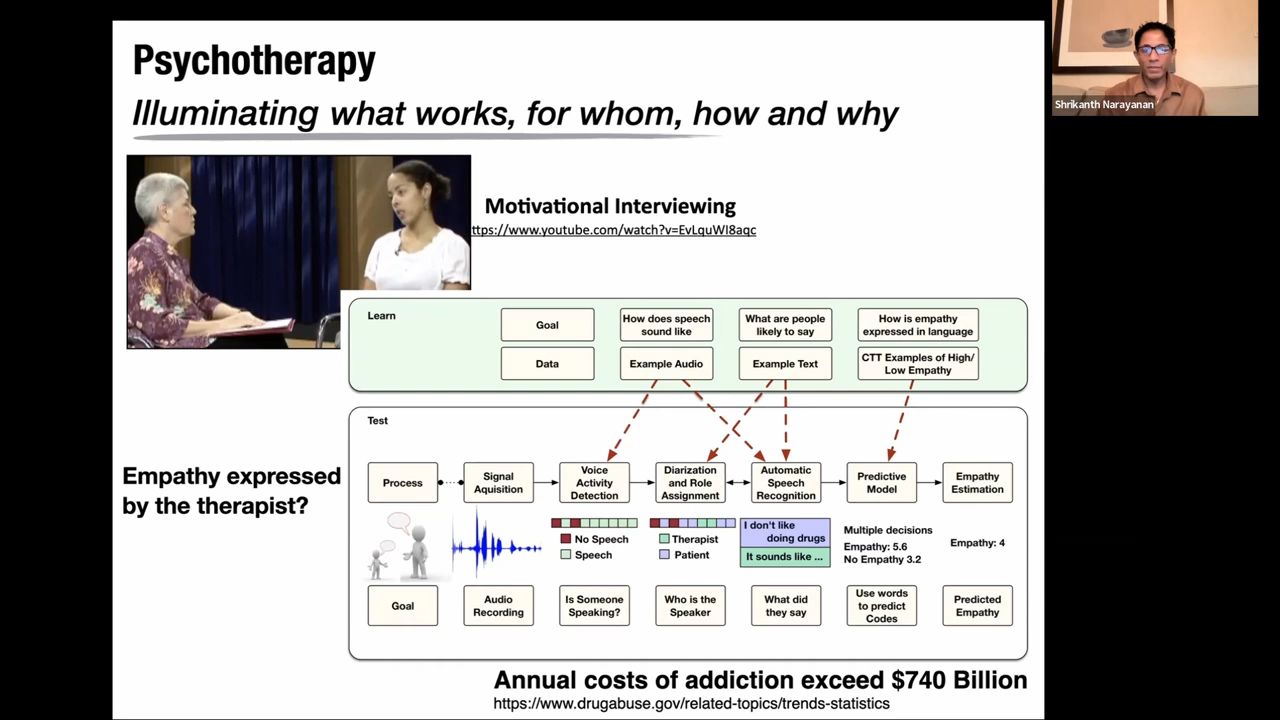 Psychotherapy
Illuminating what works, for whom, how and why
Shrikanth Narayanan
Motivational Interviewing
ttps://www.youtube.com/watch?v=EvLquWI8aqc
Learn
Goal
How does speech
sound like
What are people
likely to say
How is empathy
expressed in language
Data
Example Audio
Example Text
CTT Examples of High/
Low Empathy
Test
Empathy expressed
by the therapist?
Process
Signal
Aquisition
Voice
Activity
Detection
Diarization
and Role
Assignment
Automatic
Speech
Recognition
Predictive
Model
Empathy
Estimation
No Speech
Speech
Therapist
Patient
I don't like
doing drugs
It sounds like ...
Multiple decisions
Empathy: 5.6
No Empathy 3.2
Empathy: 4
Goal
Audio
Recording
Is Someone
Speaking?
Who is the
Speaker
What did
they say
Use words
to predict
Codes
Predicted
Empathy
Annual costs of addiction exceed $740 Billion
https://www.drugabuse.gov/related-topics/trends-statistics